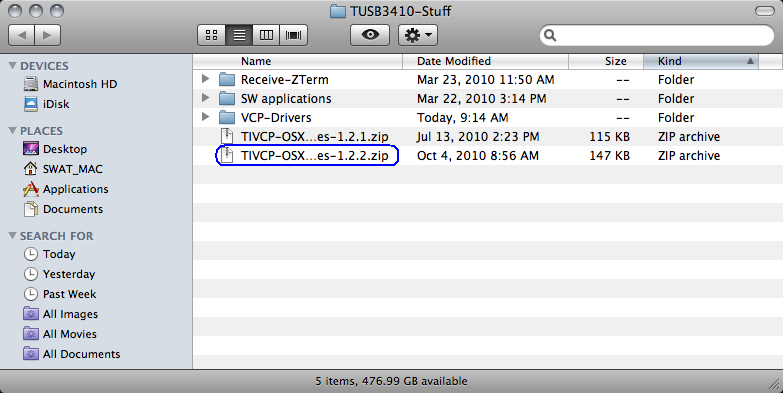 TUSB3410-Stuff
Name Date Modified Size Kind
DEVICES
Macintosh HD
iDisk
PLACES
Desktop
SWAT_MAC
Applications
Documents
SEARCH FOR
Today
Yesterday
Past Week
All Images
All Movies
All Documents
Receive-ZTerm Mar 23, 2010 11:50 AM -- Folder
SW applications Mar 22, 2010 3:14 PM -- Folder
VCP-Drivers Today, 9:14 AM -- Folder
TIVCP-OSX...es-1.2.1.zip Jul 13, 2010 2:23 PM 115 KB ZIP archive
TIVCP-OSX...es-1.2.2.zip Oct 4, 2010 8:56 AM 147 KB ZIP archive
5 items, 476.99 GB available